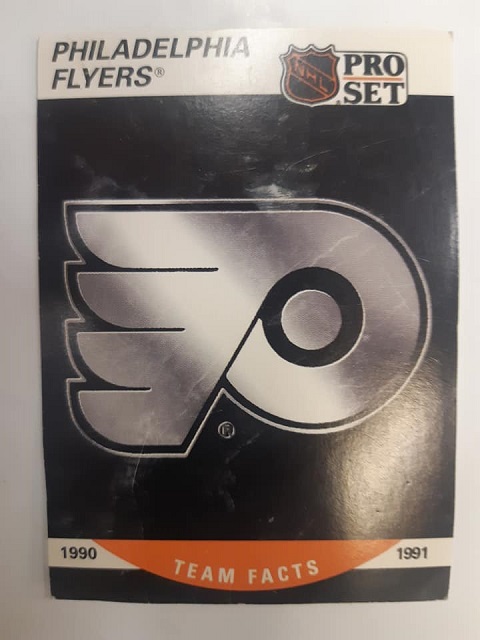 PHILADELPHIA
FLYERS®
NHL
PRO
SET
®
1990
TEAM FACTS
1991